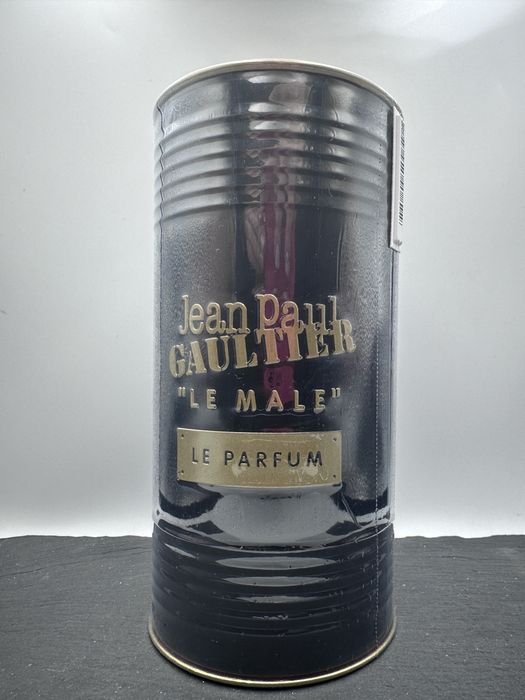 Jean Paul
GAULTIER
"LE MALE"
LE PARFUM